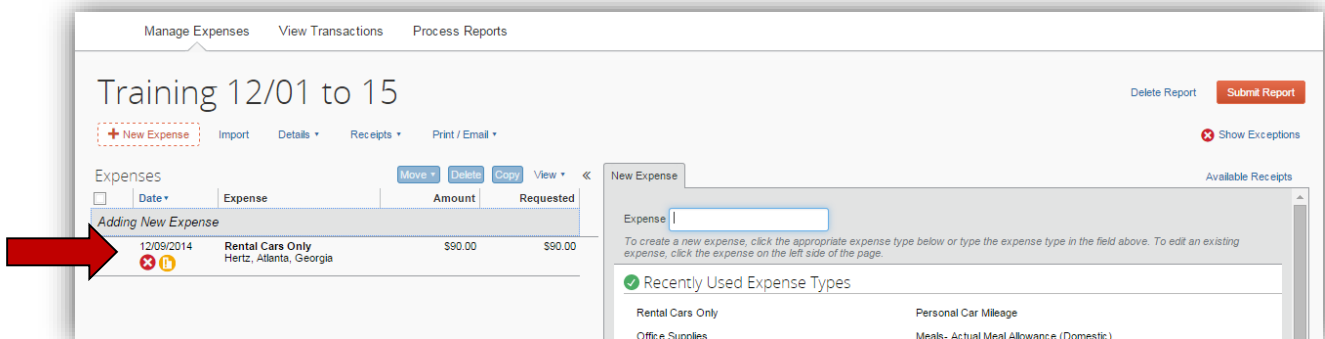 Manage Expenses View Transactions Process Reports
Training 12/01 to 15
Delete Report Submit Report
+ New Expense Import Details Receipts Print / Email
Show Exceptions
Expenses Move Delete Copy View «
Date Expense Amount Requested
Adding New Expense
12/09/2014 Rental Cars Only $90.00 $90.00
Hertz, Atlanta, Georgia
New Expense
Available Receipts
Expense
To create a new expense, click the appropriate expense type below or type the expense type in the field above. To edit an existing
expense, click the expense on the left side of the page.
Recently Used Expense Types
Rental Cars Only Personal Car Mileage
Office Supplies Meals- Actual Meal Allowance (Domestic)